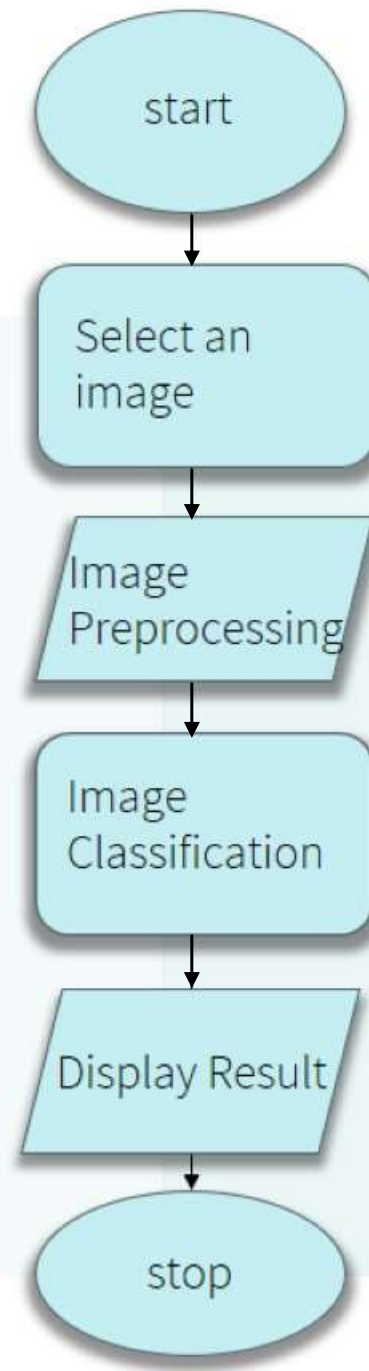 start
Select an
image
Image
Preprocessing
Image
Classification
Display Result
stop